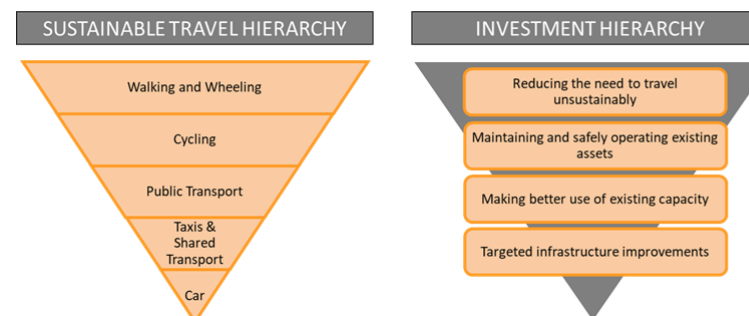 SUSTAINABLE TRAVEL HIERARCHY
Walking and Wheeling
Cycling
Public Transport
Taxis &
Shared
Transport
Car
INVESTMENT HIERARCHY
Reducing the need to travel
unsustainably
Maintaining and safely operating existing
assets
Making better use of existing capacity
Targeted infrastructure improvements